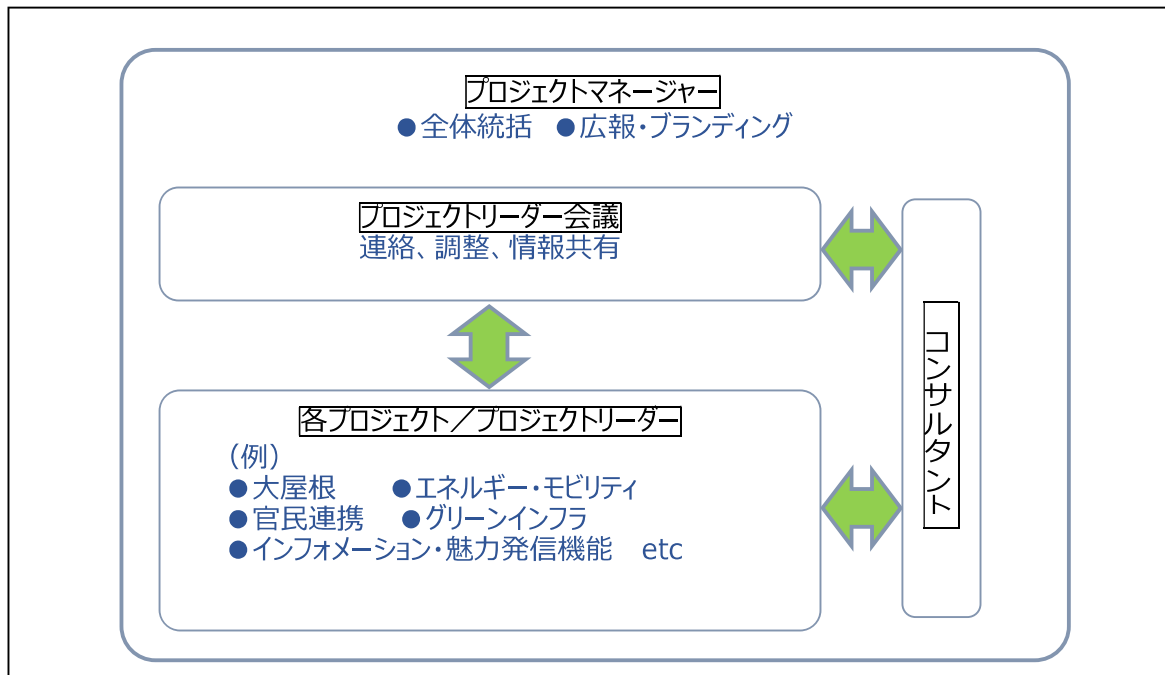 プロジェクトマネージャー
●全体統括　●広報・ブランディング
プロジェクトリーダー会議
連絡、調整、情報共有
各プロジェクト／プロジェクトリーダー
（例）
●大屋根　　●エネルギー・モビリティ
●官民連携　●グリーンインフラ
●インフォメーション・魅力発信機能　etc
コンサルタント